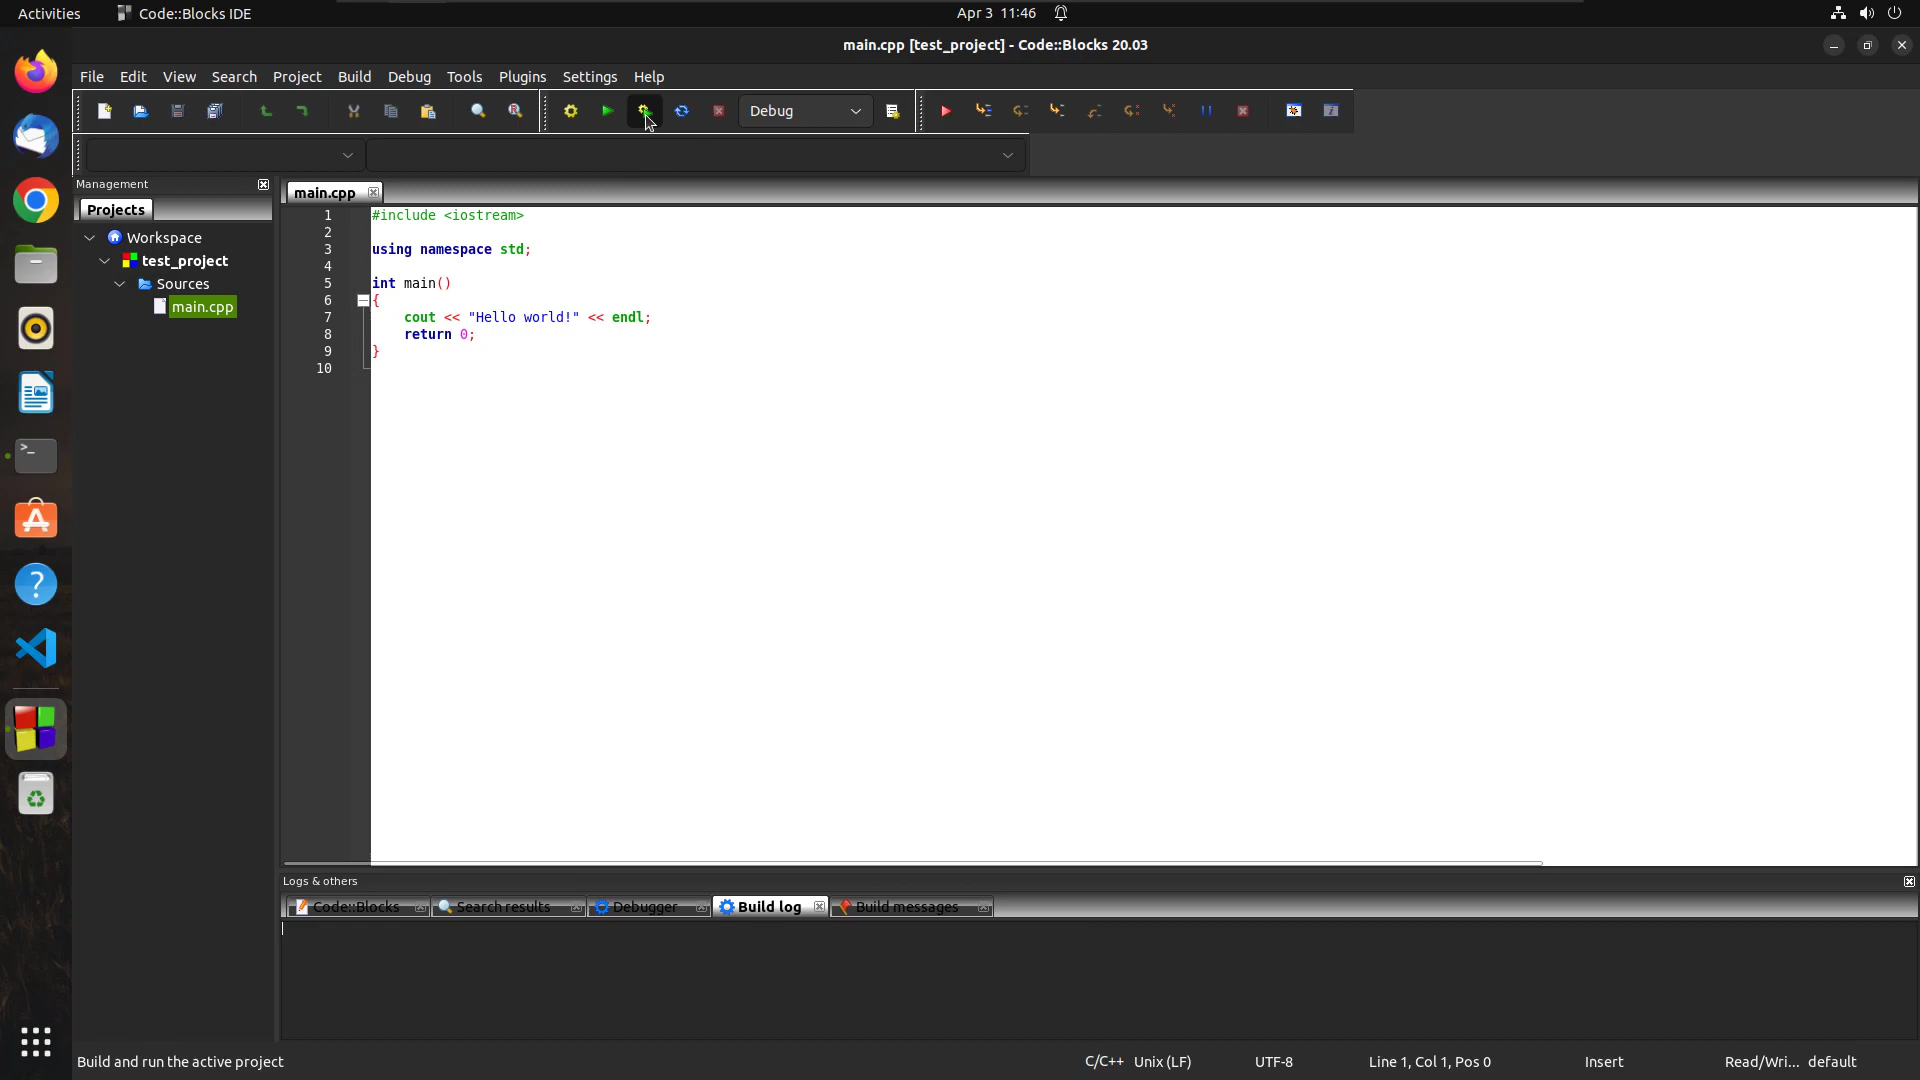 Activities Code::Blocks IDE Apr 3 11:46
main.cpp [test_project] - Code::Blocks 20.03
File Edit View Search Project Build Debug Tools Plugins Settings Help
Debug
Management
main.cpp
Projects
1 #include <iostream>
2
Workspace
3 using namespace std;
test_project
4
Sources
5 int main()
6 {
main.cpp
7 cout << "Hello world!" << endl;
8 return 0;
9 }
10
Logs & others
Code::Blocks Search results Debugger Build log Build messages
Build and run the active project C/C++ Unix (LF) UTF-8 Line 1, Col 1, Pos 0 Insert Read/Wri... default